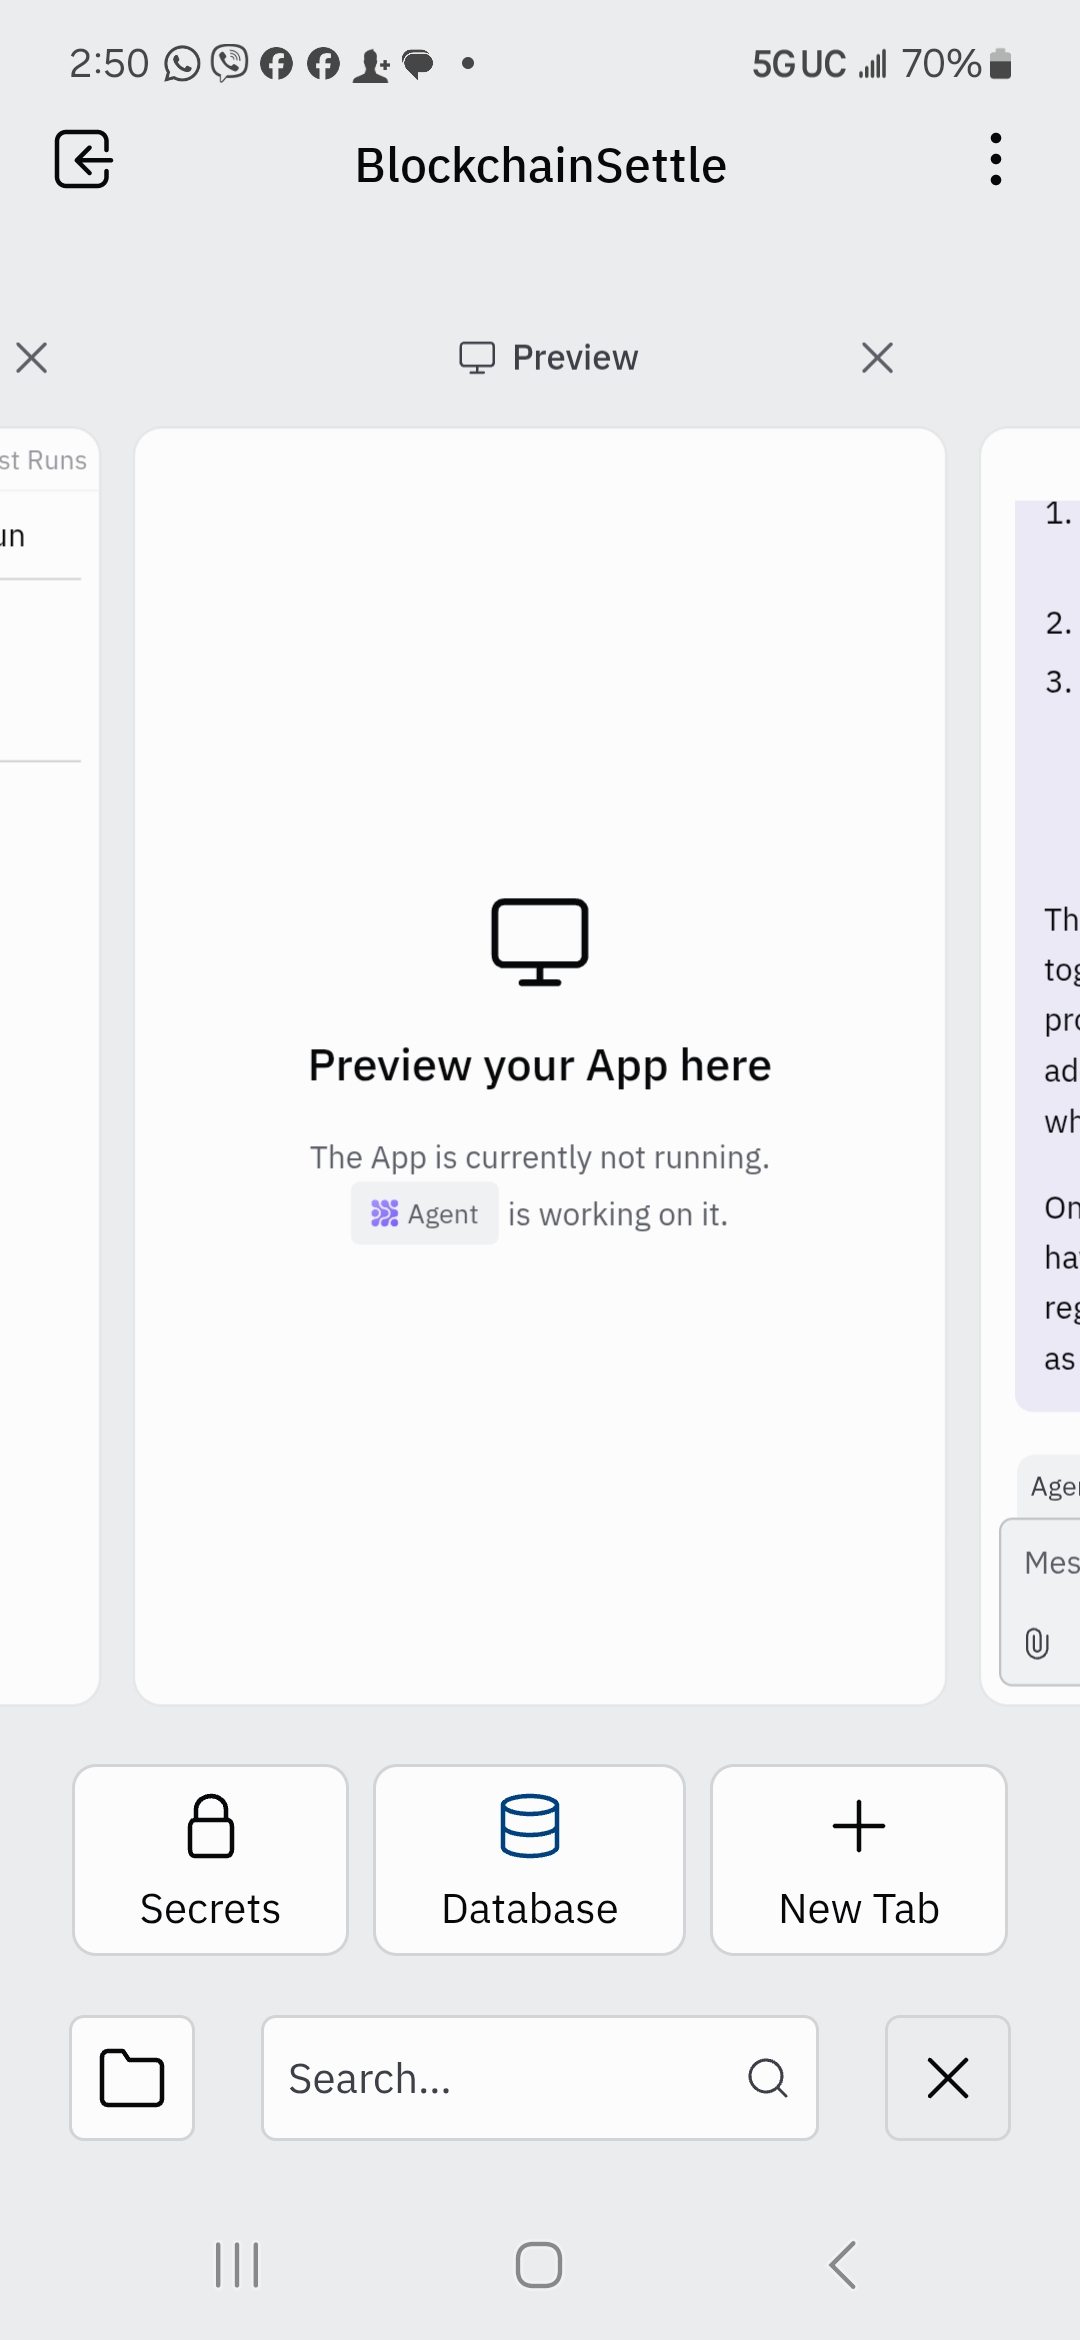 2:50
5G UC 70%
BlockchainSettle
Preview
st Runs
un
Preview your App here
The App is currently not running.
Agent is working on it.
1.
2.
3.
Th
tog
pro
ad
wh
On
hav
reg
as
Agen
Mes
Secrets
Database
New Tab
Search...